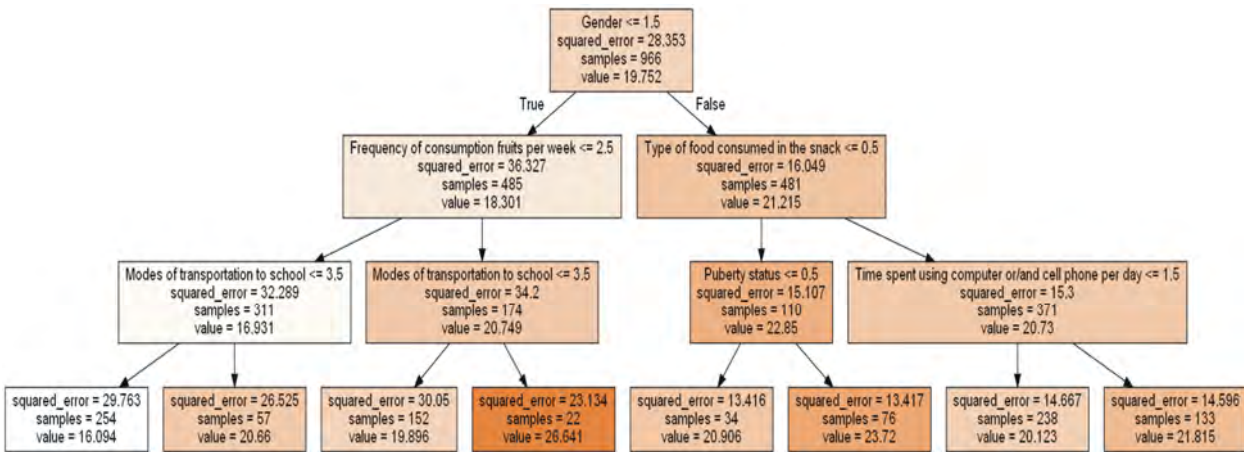 Gender <= 1.5
squared_error = 28.353
samples = 966
value = 19.752
True
False
Frequency of consumption fruits per week <= 2.5
squared_error = 36.327
samples = 485
value = 18.301
Type of food consumed in the snack <= 0.5
squared_error = 16.049
samples = 481
value = 21.215
Modes of transportation to school <= 3.5
squared_error = 32.289
samples = 311
value = 16.931
Modes of transportation to school <= 3.5
squared_error = 34.2
samples = 174
value = 20.749
Puberty status <= 0.5
squared_error = 15.107
samples = 110
value = 22.85
Time spent using computer or/and cell phone per day <= 1.5
squared_error = 15.3
samples = 371
value = 20.73
squared_error = 29.763
samples = 254
value = 16.094
squared_error = 26.525
samples = 57
value = 20.66
squared_error = 30.05
samples = 152
value = 19.896
squared_error = 23.134
samples = 22
value = 26.641
squared_error = 13.416
samples = 34
value = 20.906
squared_error = 13.417
samples = 76
value = 23.72
squared_error = 14.667
samples = 238
value = 20.123
squared_error = 14.596
samples = 133
value = 21.815